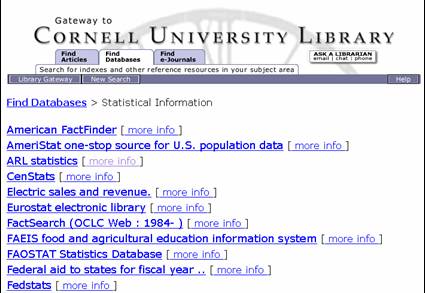 Gateway to
CORNELL UNIVERSITY LIBRARY
Find Articles
Find Databases
Find e-Journals
ASK A LIBRARIAN
email | chat | phone
Search for indexes and other reference resources in your subject area
Library Gateway New Search Help
Find Databases > Statistical Information
American FactFinder [ more info ]
AmeriStat one-stop source for U.S. population data [ more info ]
ARL statistics [ more info ]
CenStats [ more info ]
Electric sales and revenue. [ more info ]
Eurostat electronic library [ more info ]
FactSearch (OCLC Web : 1984- ) [ more info ]
FAEIS food and agricultural education information system [ more info ]
FAOSTAT Statistics Database [ more info ]
Federal aid to states for fiscal year .. [ more info ]
Fedstats [ more info ]